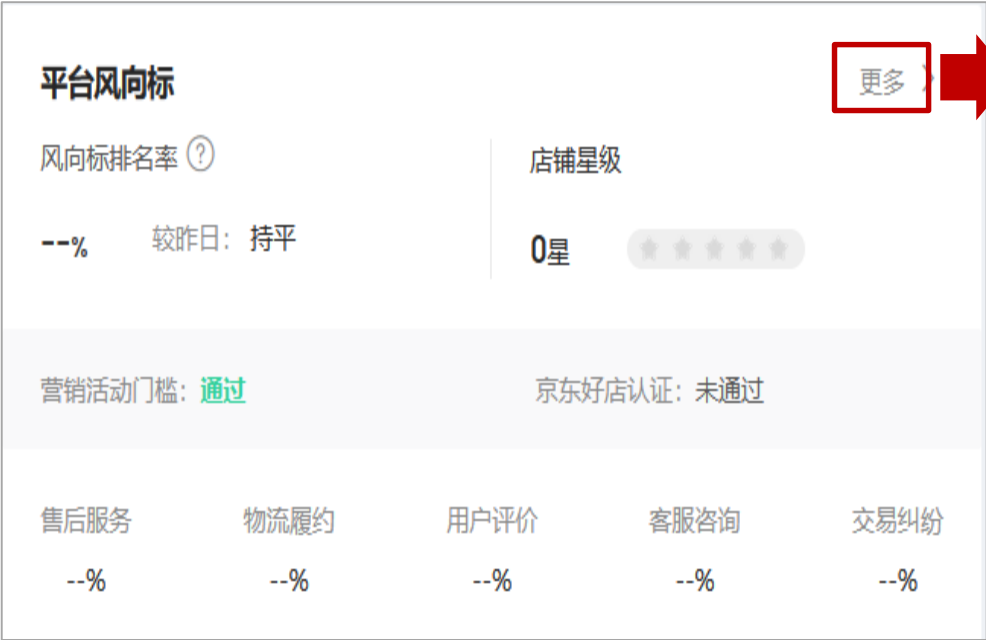 平台风向标
更多
风向标排名率 ?
店铺星级
--%
较昨日： 持平
0星
营销活动门槛：通过
京东好店认证：未通过
售后服务 物流履约 用户评价 客服咨询 交易纠纷
--% --% --% --% --%